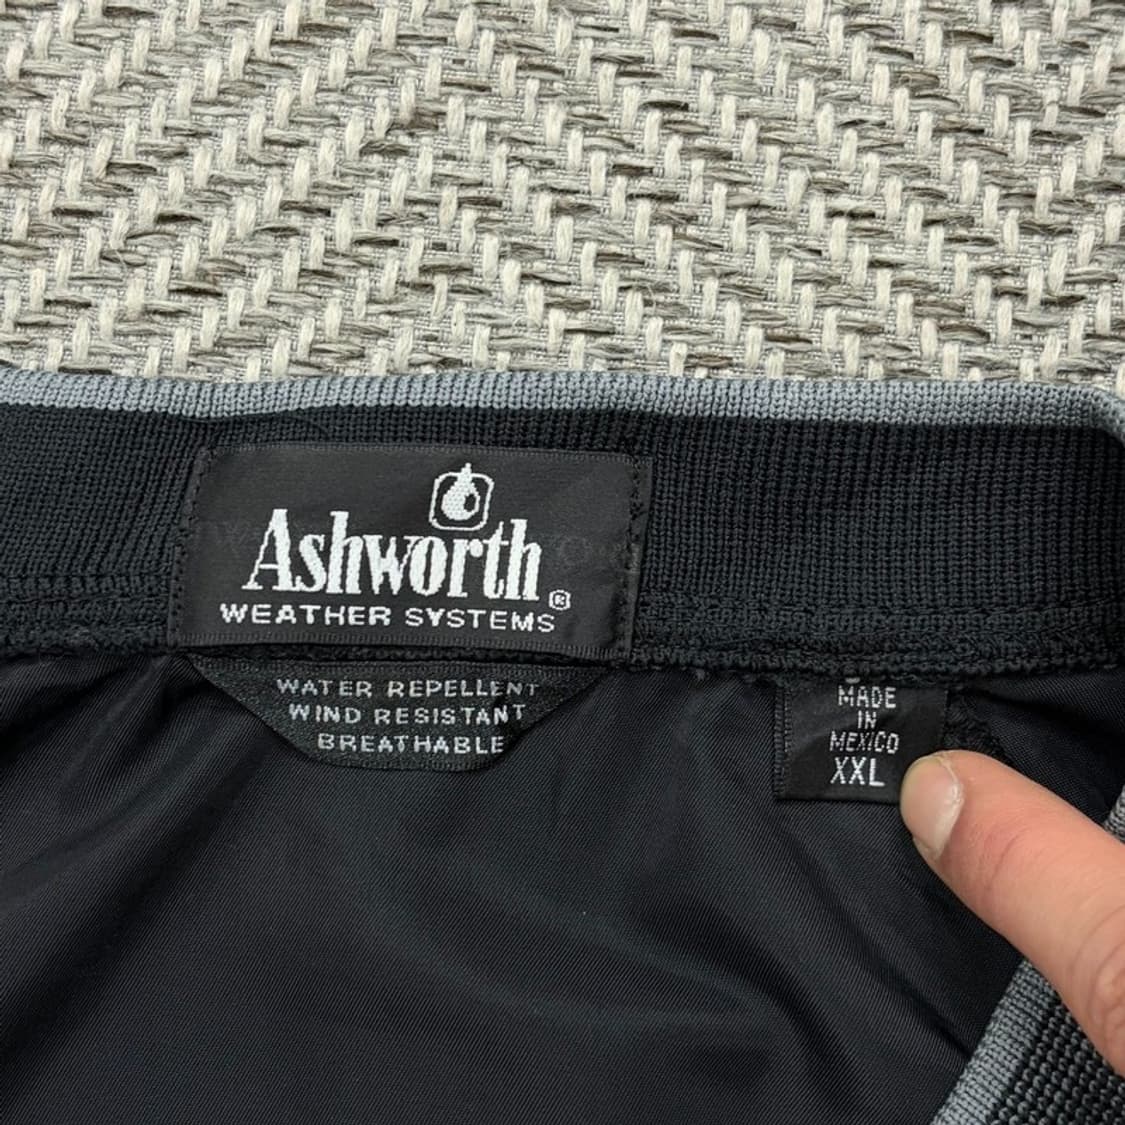 Ashworth®
WEATHER SYSTEMS
WATER REPELLENT
WIND RESISTANT
BREATHABLE
MADE
IN
MEXICO
XXL